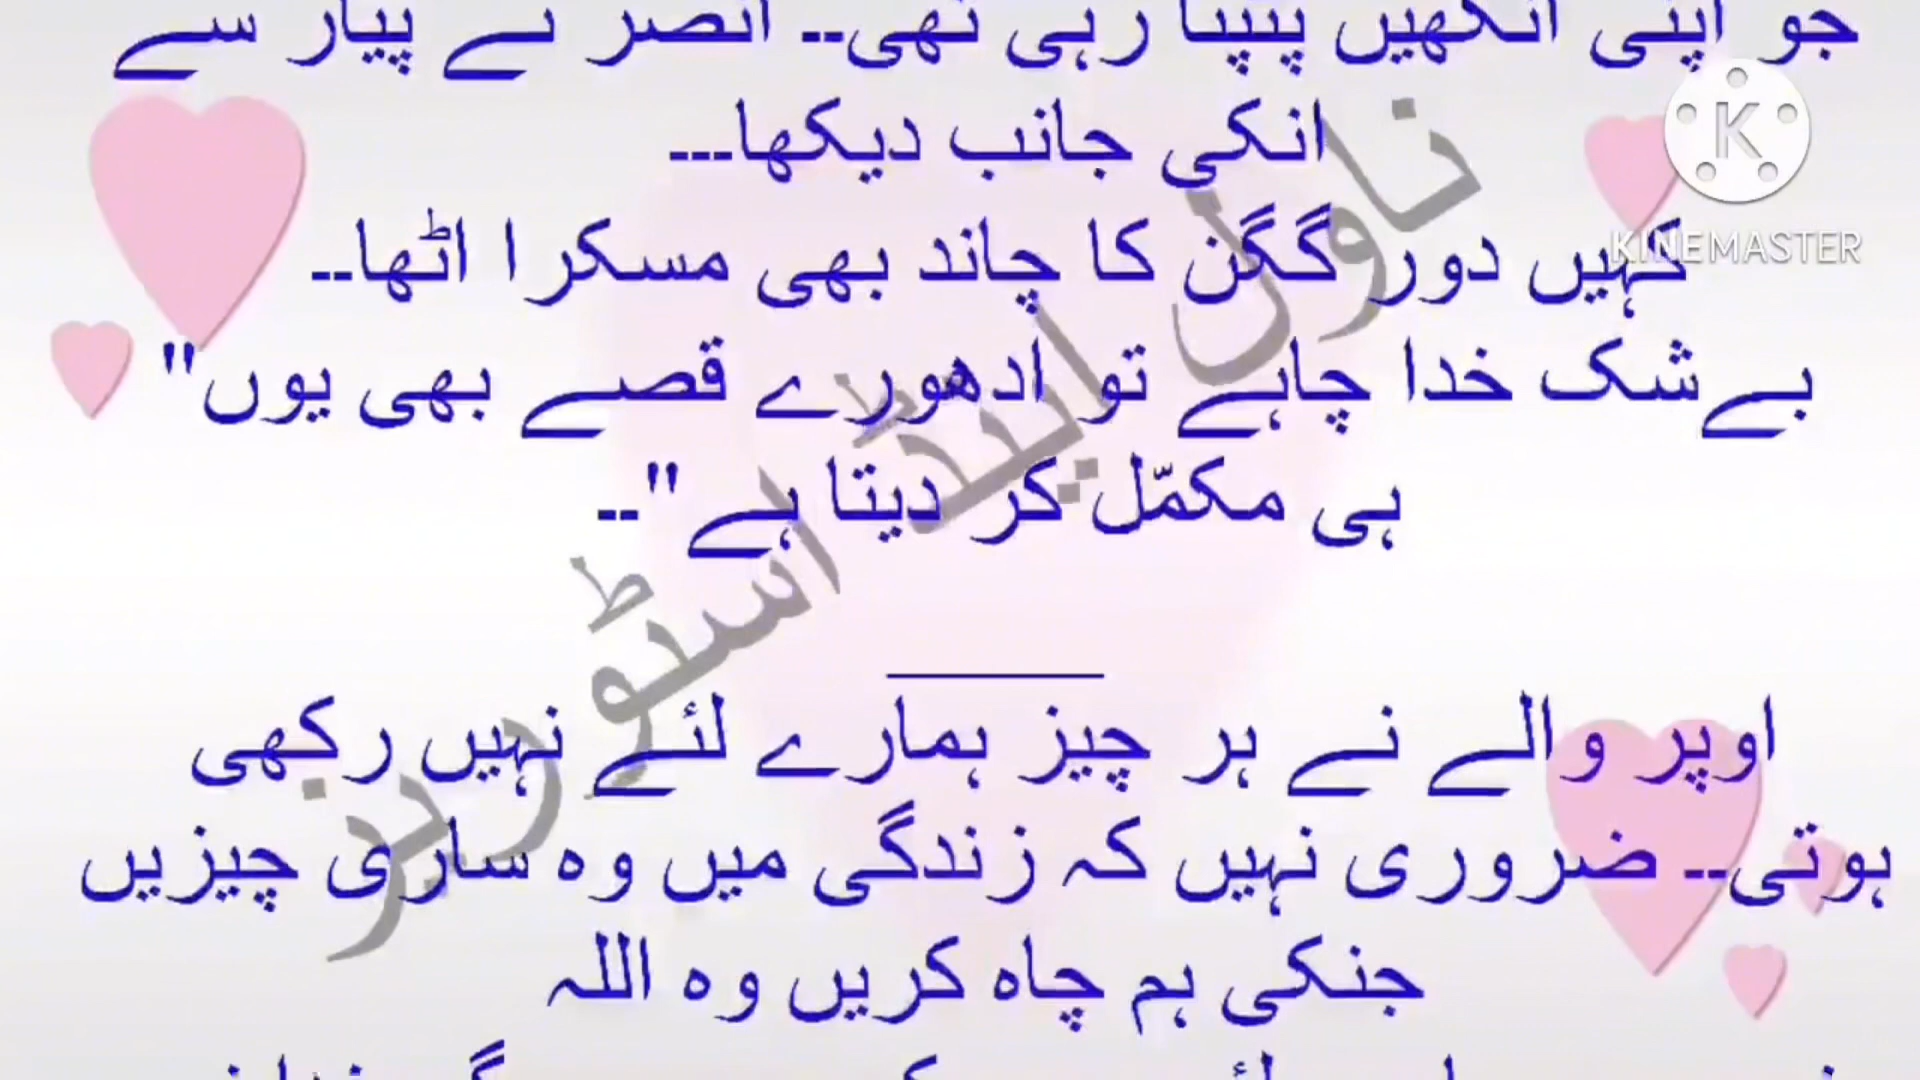 جو اپنی آنکھیں پٹپٹا رہی تھی-- انصر نے پیار سے
انکی جانب دیکھا---
کہیں دور گگن کا چاند بھی مسکرا اٹھا--
بےشک خدا چاہے تو ادھورے قصے بھی یوں"
ہی مکمّل کر دیتا ہے"--
اوپر والے نے ہر چیز ہمارے لئے نہیں رکھی
ہوتی-- ضروری نہیں کہ زندگی میں وہ ساری چیزیں
جنکی ہم چاہ کریں وہ اللہ
ناول اینڈ اسٹوریز
KINEMASTER